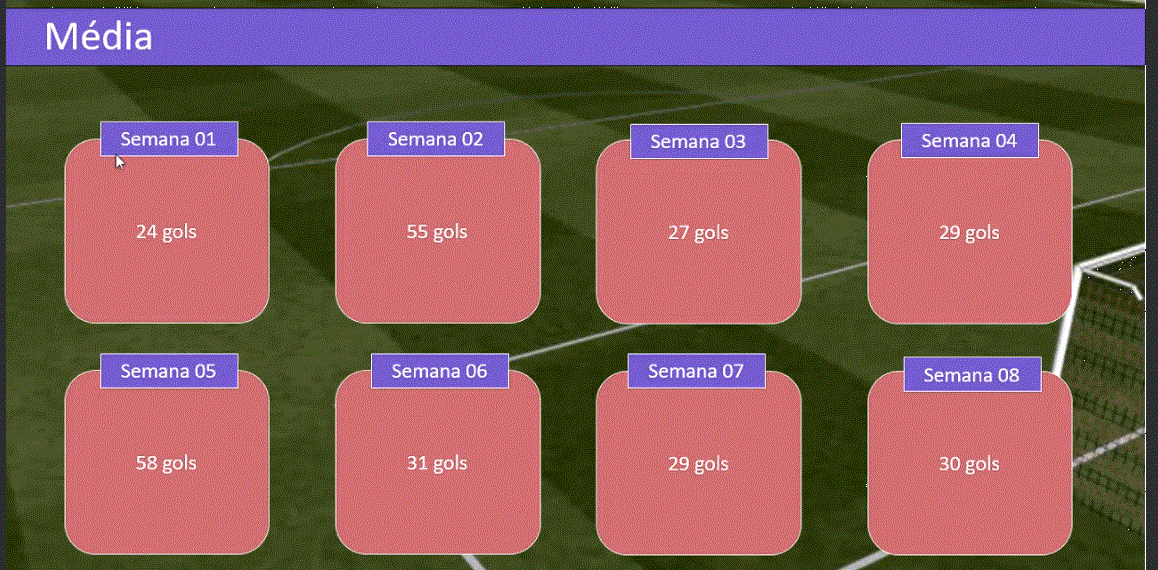 Média
Semana 01
Semana 02
Semana 03
Semana 04
24 gols
55 gols
27 gols
29 gols
Semana 05
Semana 06
Semana 07
Semana 08
58 gols
31 gols
29 gols
30 gols